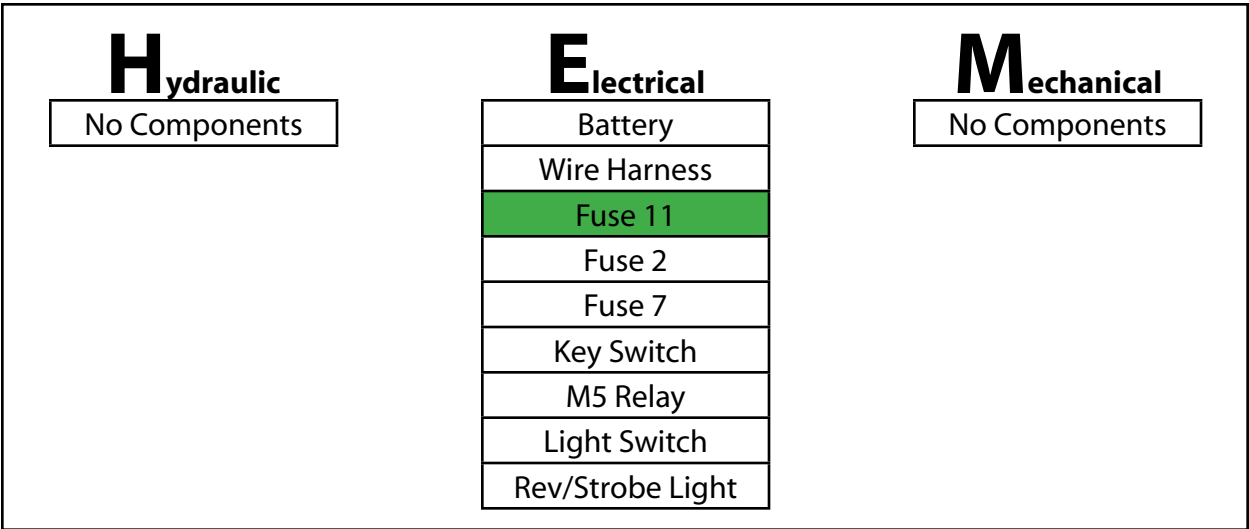 Hydraulic
No Components
Electrical
Battery
Wire Harness
Fuse 11
Fuse 2
Fuse 7
Key Switch
M5 Relay
Light Switch
Rev/Strobe Light
Mechanical
No Components